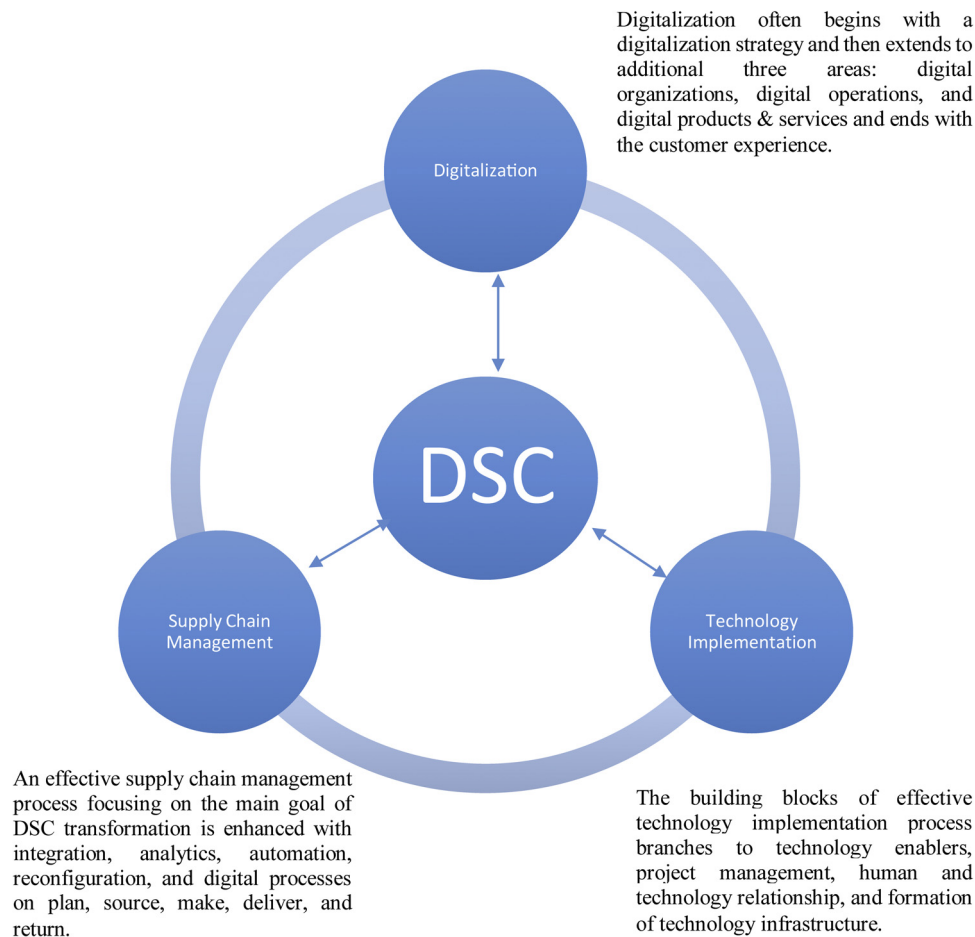 Digitalization often begins with a
digitalization strategy and then extends to
additional three areas: digital
organizations, digital operations, and
digital products & services and ends with
the customer experience.
Digitalization
DSC
Supply Chain
Management
Technology
Implementation
An effective supply chain management
process focusing on the main goal of
DSC transformation is enhanced with
integration, analytics, automation,
reconfiguration, and digital processes
on plan, source, make, deliver, and
return.
The building blocks of effective
technology implementation process
branches to technology enablers,
project management, human and
technology relationship, and formation
of technology infrastructure.